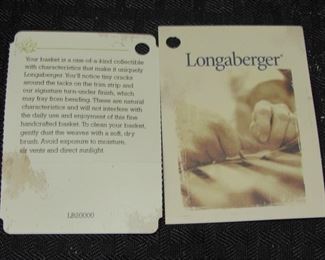 Your basket is a one-of-a-kind collectible
with characteristics that make it uniquely
Longaberger. You'll notice tiny cracks
around the tacks on the trim strip and
our signature turn-under finish, which
may fray from bending. These are natural
characteristics and will not interfere with
the daily use and enjoyment of this fine
handcrafted basket. To clean your basket,
gently dust the weaves with a soft, dry
brush. Avoid exposure to moisture,
air vents and direct sunlight.
LB20000
Longaberger®